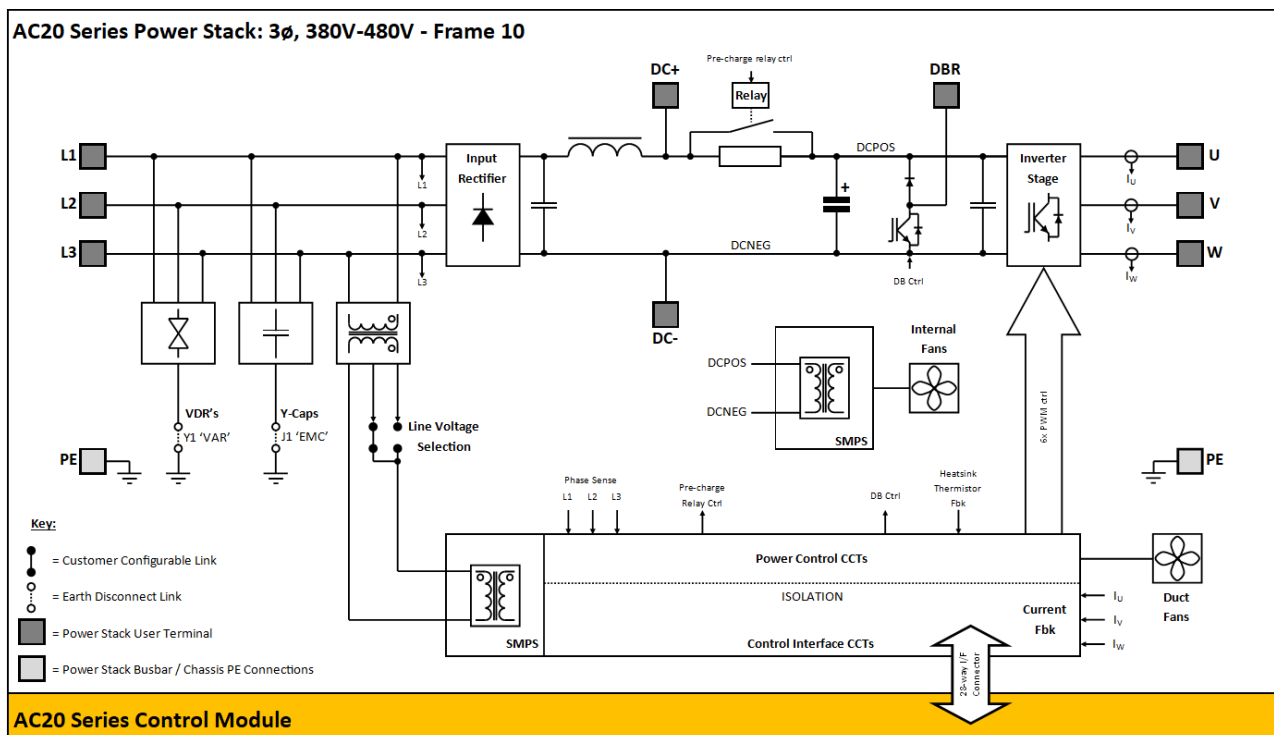 AC20 Series Power Stack: 3ø, 380V-480V - Frame 10
DC+
Pre-charge relay ctrl
Relay
DBR
L1
L2
L3
L1
L2
L3
Input
Rectifier
DCPOS
+
DCNEG
DB Ctrl
Inverter
Stage
IU
IV
IW
U
V
W
DC-
VDR's
Y1 'VAR'
Y-Caps
J1 'EMC'
Line Voltage
Selection
DCPOS
DCNEG
SMPS
Internal
Fans
6x PWM ctrl
PE
PE
Key:
= Customer Configurable Link
= Earth Disconnect Link
= Power Stack User Terminal
= Power Stack Busbar / Chassis PE Connections
Phase Sense
L1 L2 L3
Pre-charge
Relay Ctrl
DB Ctrl
Heatsink
Thermistor
Fbk
Power Control CCTs
ISOLATION
Control Interface CCTs
SMPS
Current
Fbk
IU
IV
IW
Duct
Fans
28-way I/F
Connector
AC20 Series Control Module